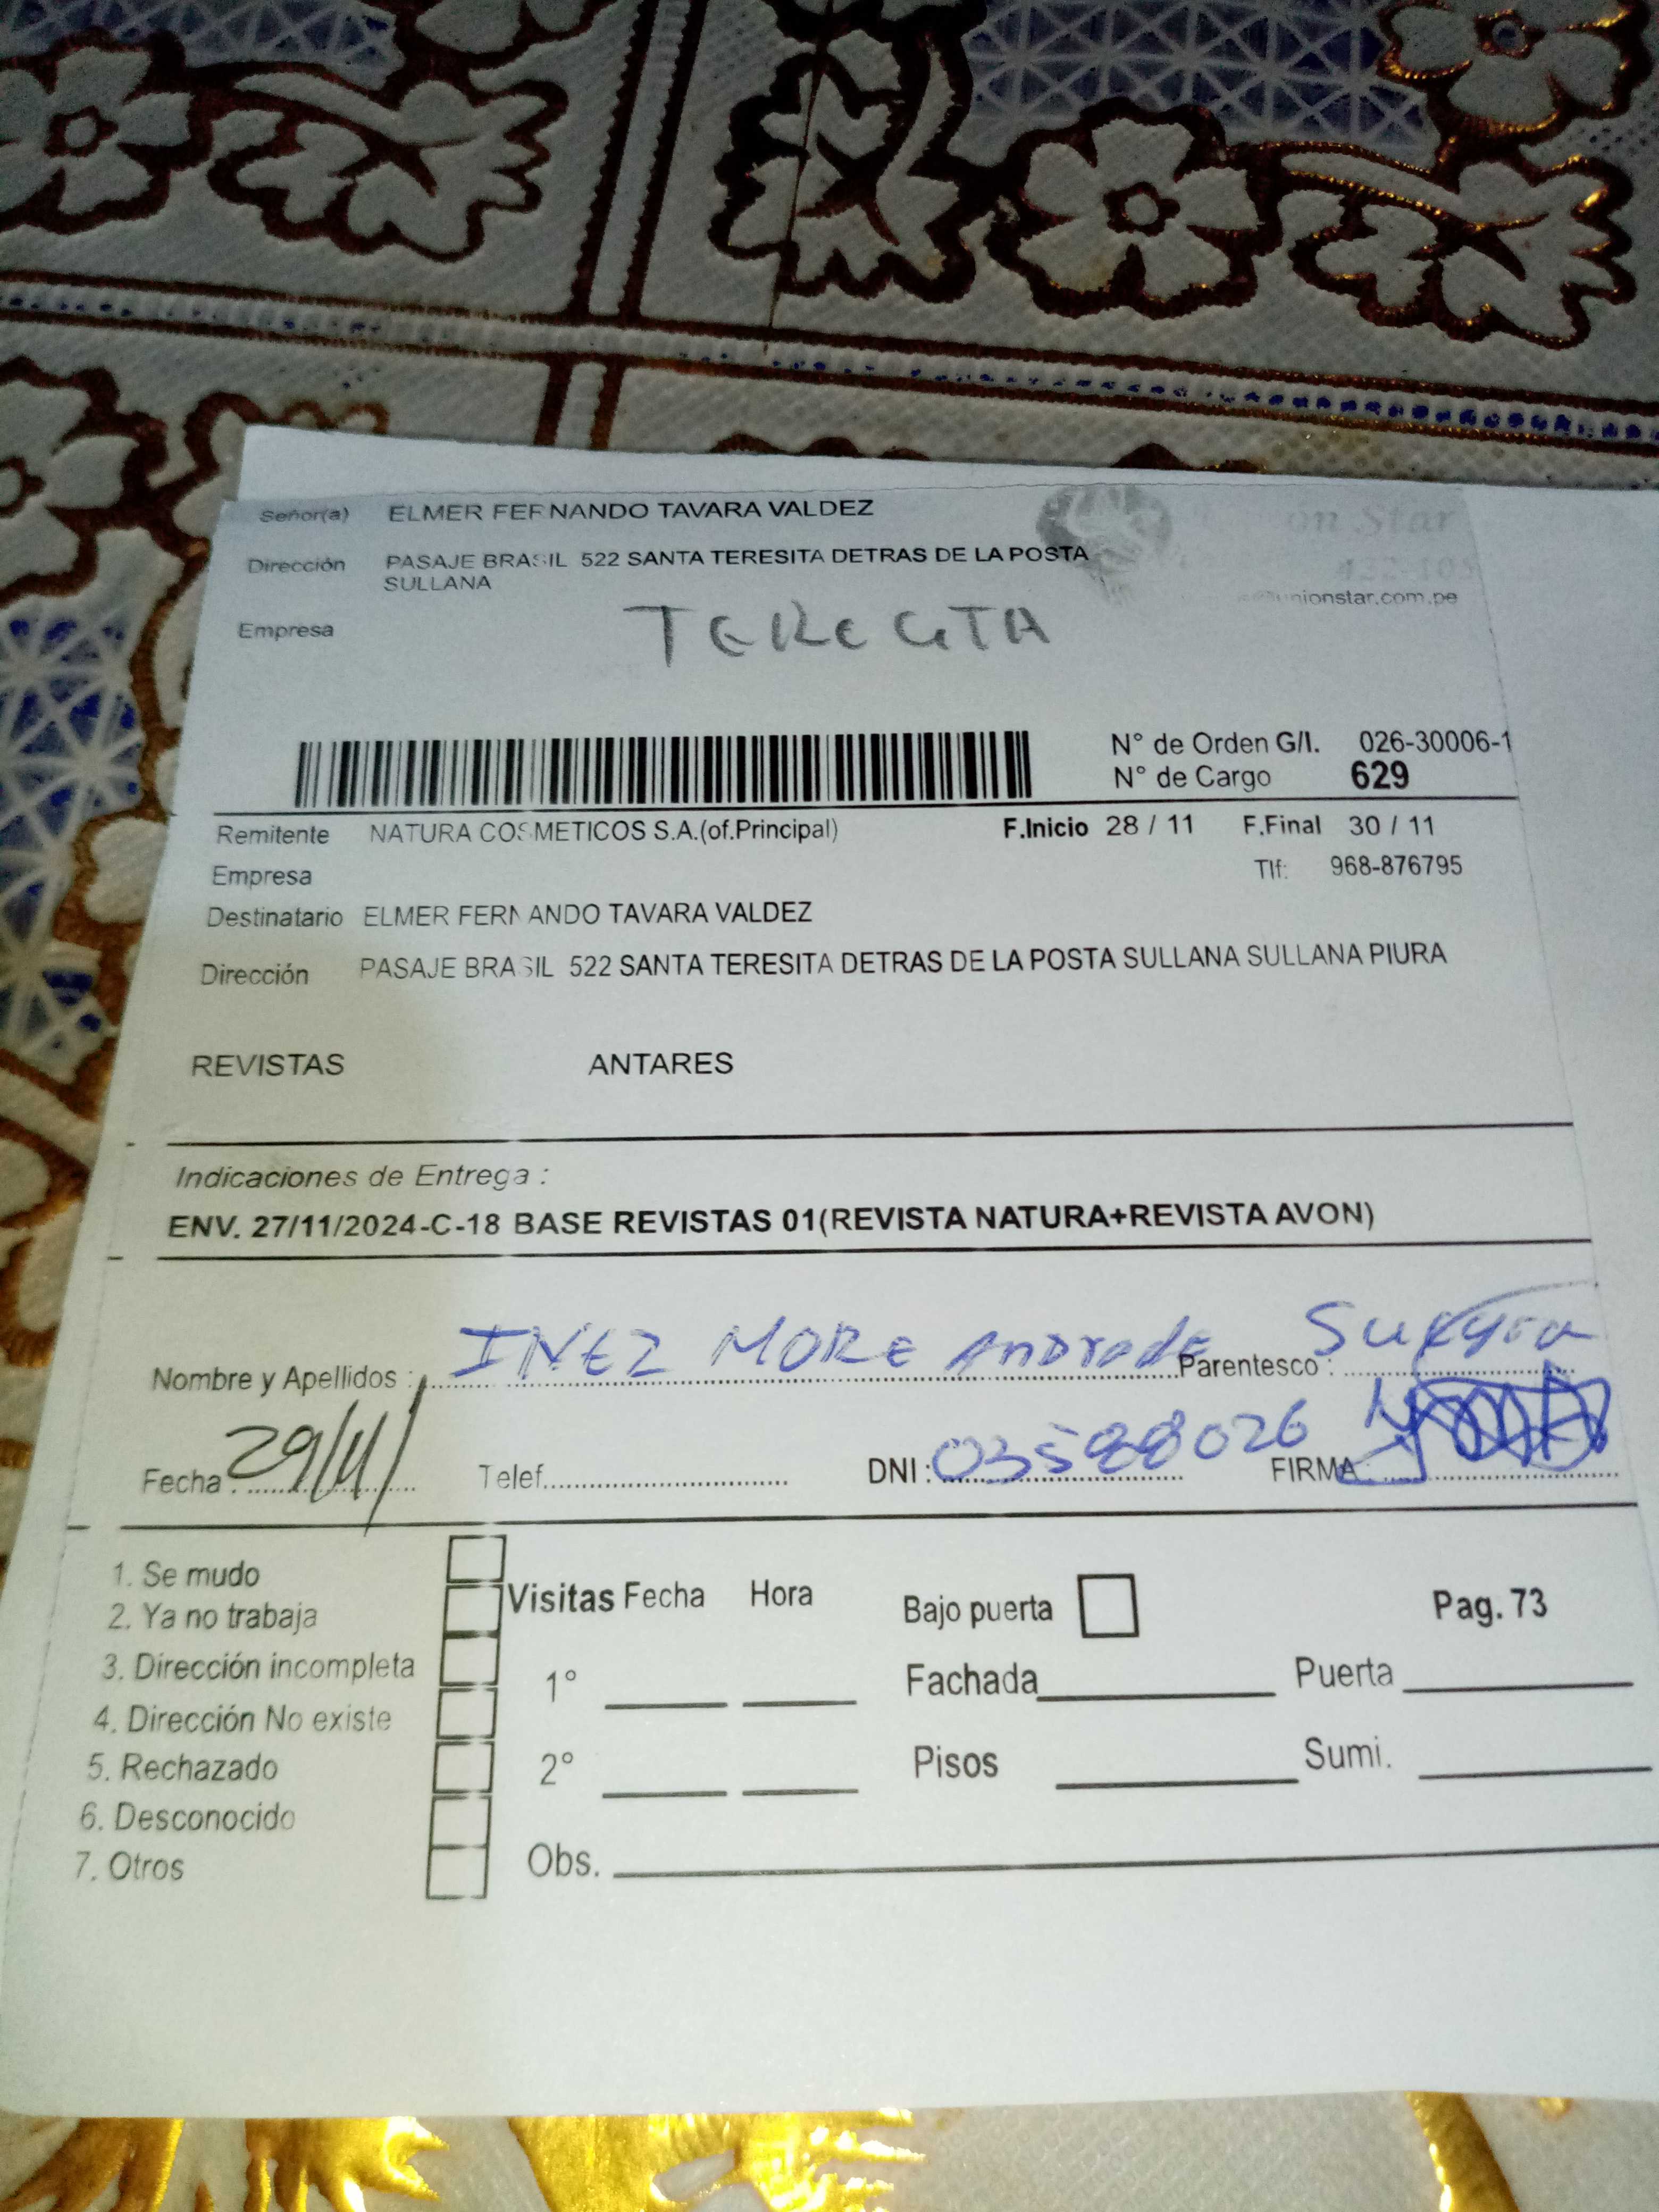 Señor(a) ELMER FERNANDO TAVARA VALDEZ
Dirección PASAJE BRASIL 522 SANTA TERESITA DETRAS DE LA POSTA
SULLANA
on Star
432-105
unionstar.com.pe
Empresa
N° de Orden G/I. 026-30006-1
N° de Cargo 629
Remitente NATURA COSMETICOS S.A.(of.Principal) F.Inicio 28 / 11 F.Final 30 / 11
Empresa Tlf: 968-876795
Destinatario ELMER FERNANDO TAVARA VALDEZ
Dirección PASAJE BRASIL 522 SANTA TERESITA DETRAS DE LA POSTA SULLANA SULLANA PIURA
REVISTAS ANTARES
Indicaciones de Entrega :
ENV. 27/11/2024-C-18 BASE REVISTAS 01(REVISTA NATURA+REVISTA AVON)
Nombre y Apellidos : INEZ MORE Andrade Parentesco : Suegra
Fecha : 29/11/ Telef. DNI : 03588026 FIRMA :
1. Se mudo
2. Ya no trabaja
3. Dirección incompleta
4. Dirección No existe
5. Rechazado
6. Desconocido
7. Otros
Visitas Fecha Hora
1°
2°
Obs.
Bajo puerta Pag. 73
Fachada Puerta
Pisos Sumi.